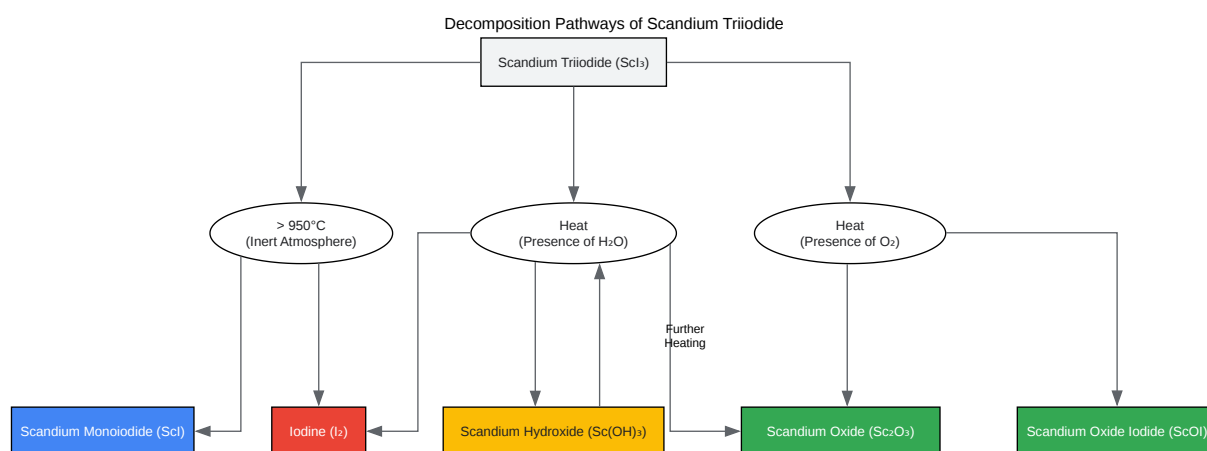 Decomposition Pathways of Scandium Triiodide
Scandium Triiodide (ScI₃)
> 950°C
(Inert Atmosphere)
Heat
(Presence of H₂O)
Heat
(Presence of O₂)
Further
Heating
Scandium Monoiodide (ScI)
Iodine (I₂)
Scandium Hydroxide (Sc(OH)₃)
Scandium Oxide (Sc₂O₃)
Scandium Oxide Iodide (ScOI)